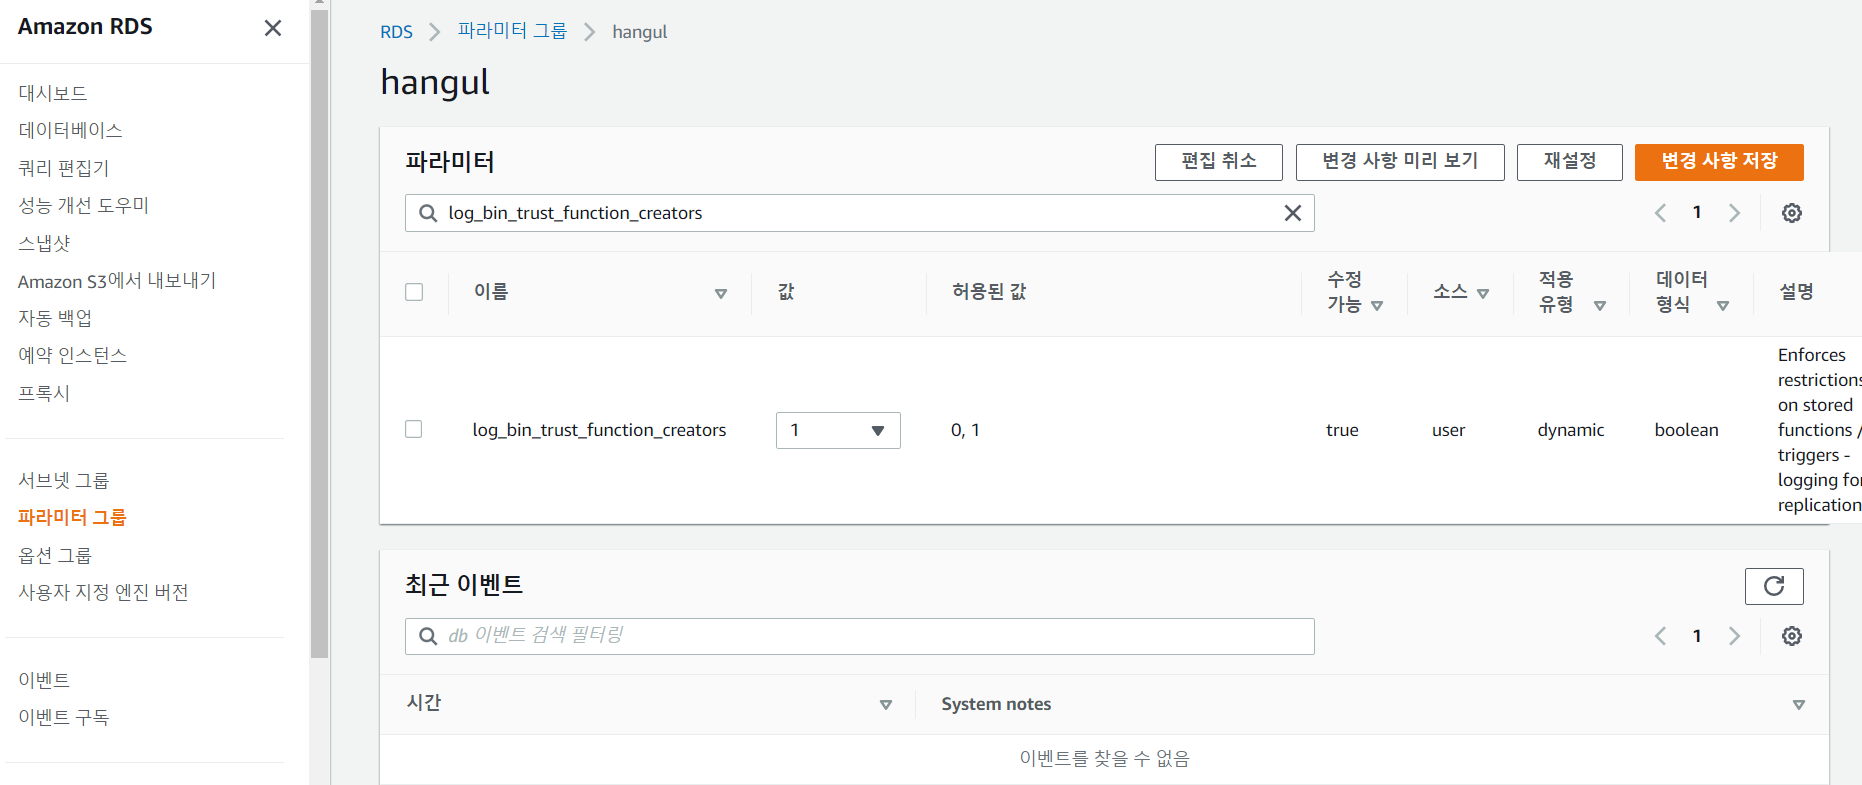 Amazon RDS
대시보드
데이터베이스
쿼리 편집기
성능 개선 도우미
스냅샷
Amazon S3에서 내보내기
자동 백업
예약 인스턴스
프록시
서브넷 그룹
파라미터 그룹
옵션 그룹
사용자 지정 엔진 버전
이벤트
이벤트 구독
RDS > 파라미터 그룹 > hangul
hangul
파라미터
편집 취소
변경 사항 미리 보기
재설정
변경 사항 저장
log_bin_trust_function_creators
1
이름
값
허용된 값
수정
가능
소스
적용
유형
데이터
형식
설명
log_bin_trust_function_creators
1
0, 1
true
user
dynamic
boolean
Enforces
restrictions
on stored
functions /
triggers -
logging for
replication
최근 이벤트
db 이벤트 검색 필터링
1
시간
System notes
이벤트를 찾을 수 없음